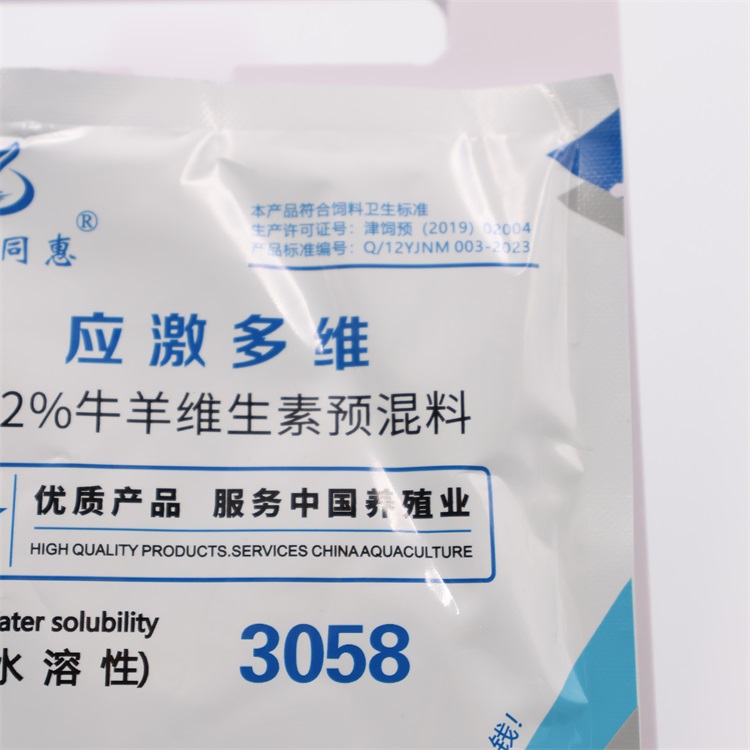 本产品符合饲料卫生标准
生产许可证号：津饲预（2019）02004
产品标准编号：Q/12YJNM 003-2023
同惠®
应激多维
2%牛羊维生素预混料
优质产品 服务中国养殖业
HIGH QUALITY PRODUCTS.SERVICES CHINAAQUACULTURE
ater solubility
水溶性)
3058
钱!